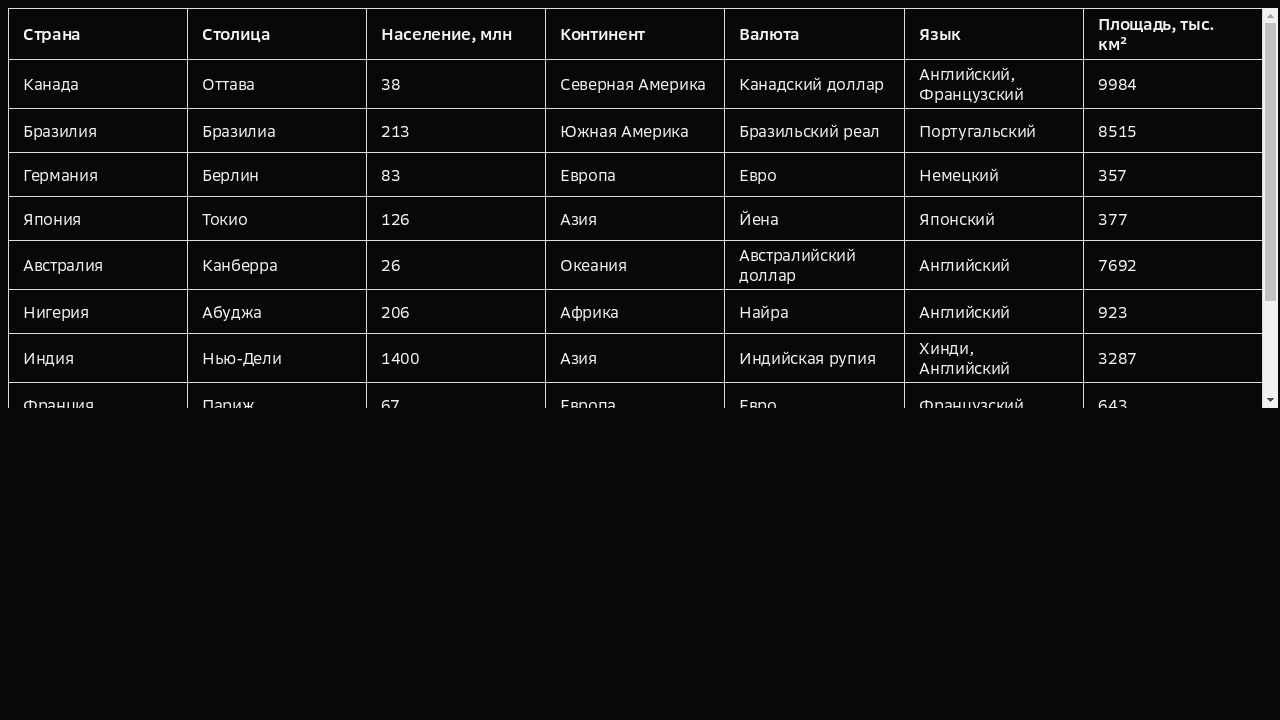 Страна Столица Население, млн Континент Валюта Язык Площадь, тыс. км²
Канада Оттава 38 Северная Америка Канадский доллар Английский, Французский 9984
Бразилия Бразилиа 213 Южная Америка Бразильский реал Португальский 8515
Германия Берлин 83 Европа Евро Немецкий 357
Япония Токио 126 Азия Йена Японский 377
Австралия Канберра 26 Океания Австралийский доллар Английский 7692
Нигерия Абуджа 206 Африка Найра Английский 923
Индия Нью-Дели 1400 Азия Индийская рупия Хинди, Английский 3287
Франция Париж 67 Европа Евро Французский 643